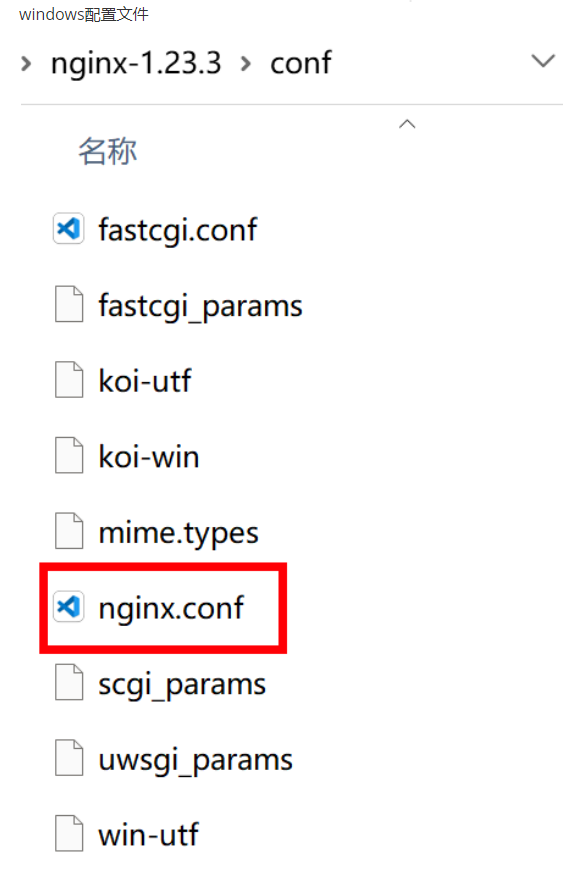 windows配置文件
nginx-1.23.3 conf
名称
fastcgi.conf
fastcgi_params
koi-utf
koi-win
mime.types
nginx.conf
scgi_params
uwsgi_params
win-utf